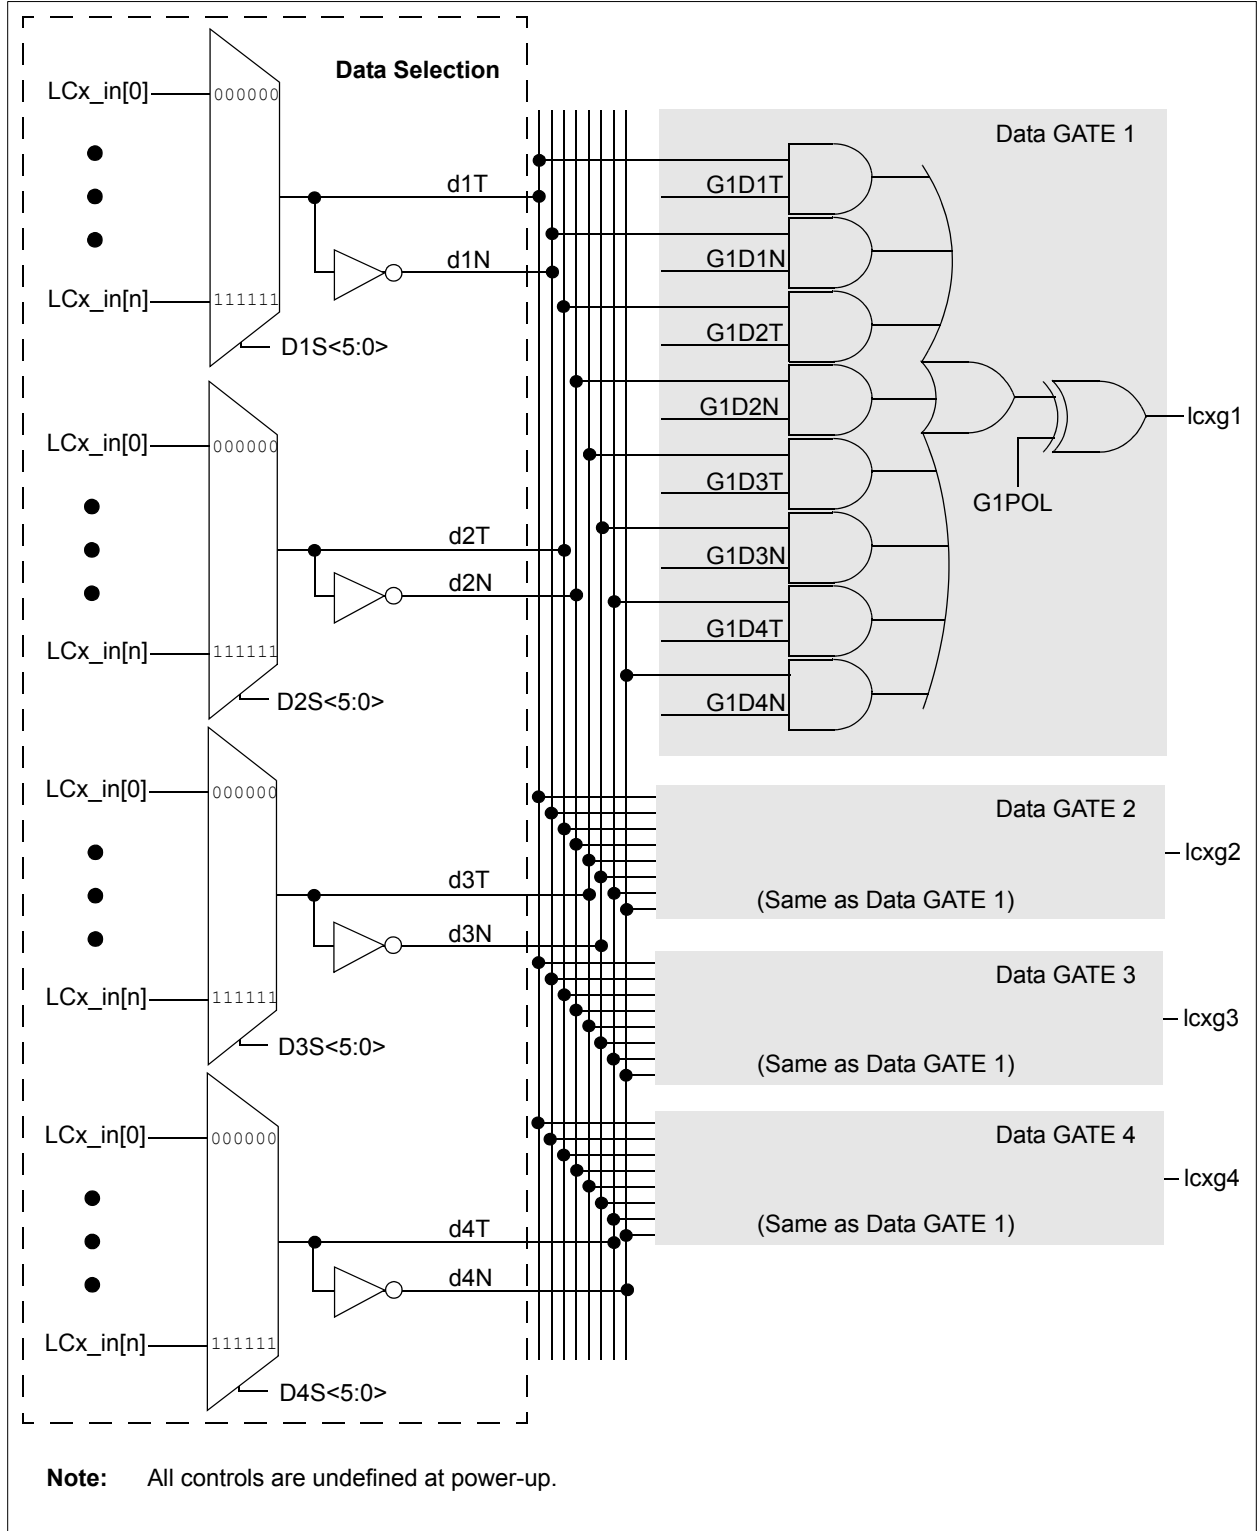 Data Selection
LCx_in[0]
000000
d1T
d1N
LCx_in[n]
111111
D1S<5:0>
LCx_in[0]
000000
d2T
d2N
LCx_in[n]
111111
D2S<5:0>
LCx_in[0]
000000
d3T
d3N
LCx_in[n]
111111
D3S<5:0>
LCx_in[0]
000000
d4T
d4N
LCx_in[n]
111111
D4S<5:0>
Data GATE 1
G1D1T
G1D1N
G1D2T
G1D2N
G1D3T
G1D3N
G1D4T
G1D4N
G1POL
lcxg1
Data GATE 2
(Same as Data GATE 1)
lcxg2
Data GATE 3
(Same as Data GATE 1)
lcxg3
Data GATE 4
(Same as Data GATE 1)
lcxg4
Note: All controls are undefined at power-up.